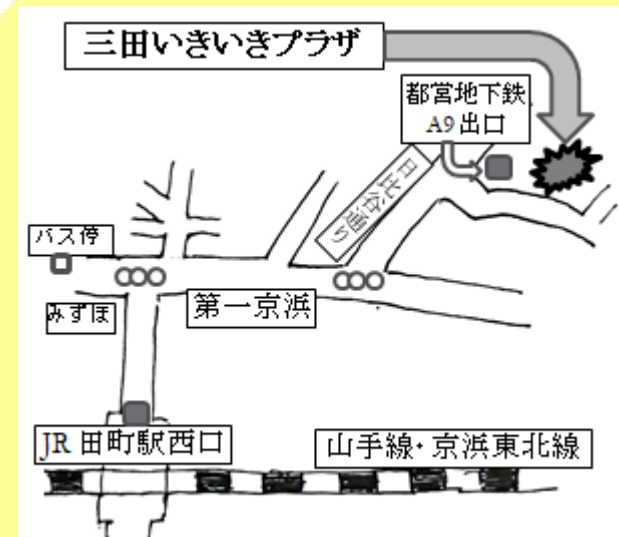 三田いきいきプラザ
都営地下鉄
A9出口
日比谷通り
バス停
みずほ
第一京浜
JR田町駅西口
山手線・京浜東北線